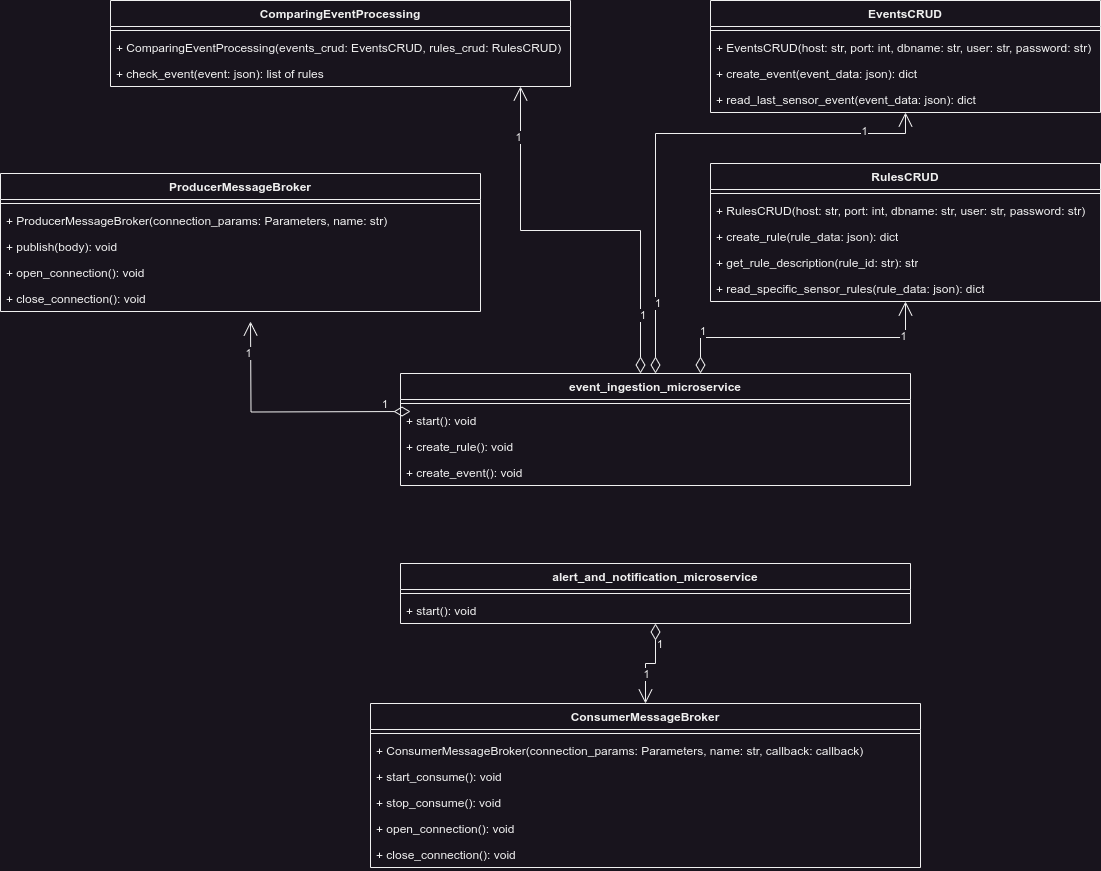 ComparingEventProcessing
+ ComparingEventProcessing(events_crud: EventsCRUD, rules_crud: RulesCRUD)
+ check_event(event: json): list of rules
EventsCRUD
+ EventsCRUD(host: str, port: int, dbname: str, user: str, password: str)
+ create_event(event_data: json): dict
+ read_last_sensor_event(event_data: json): dict
1
1
ProducerMessageBroker
+ ProducerMessageBroker(connection_params: Parameters, name: str)
+ publish(body): void
+ open_connection(): void
+ close_connection(): void
RulesCRUD
+ RulesCRUD(host: str, port: int, dbname: str, user: str, password: str)
+ create_rule(rule_data: json): dict
+ get_rule_description(rule_id: str): str
+ read_specific_sensor_rules(rule_data: json): dict
1
1
1
1
1
1
event_ingestion_microservice
+ start(): void
+ create_rule(): void
+ create_event(): void
alert_and_notification_microservice
+ start(): void
1
1
ConsumerMessageBroker
+ ConsumerMessageBroker(connection_params: Parameters, name: str, callback: callback)
+ start_consume(): void
+ stop_consume(): void
+ open_connection(): void
+ close_connection(): void